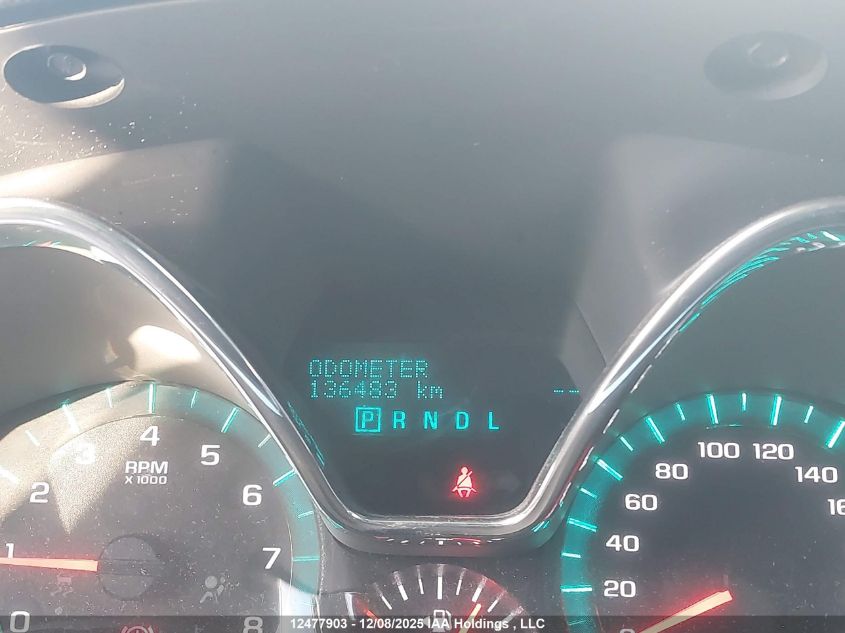 ODOMETER
136483 km
--
P R N D L
0 1 2 3 4 5 6 7 8
RPM
X 1000
0 20 40 60 80 100 120 140
12477903 - 12/08/2025 IAA Holdings , LLC